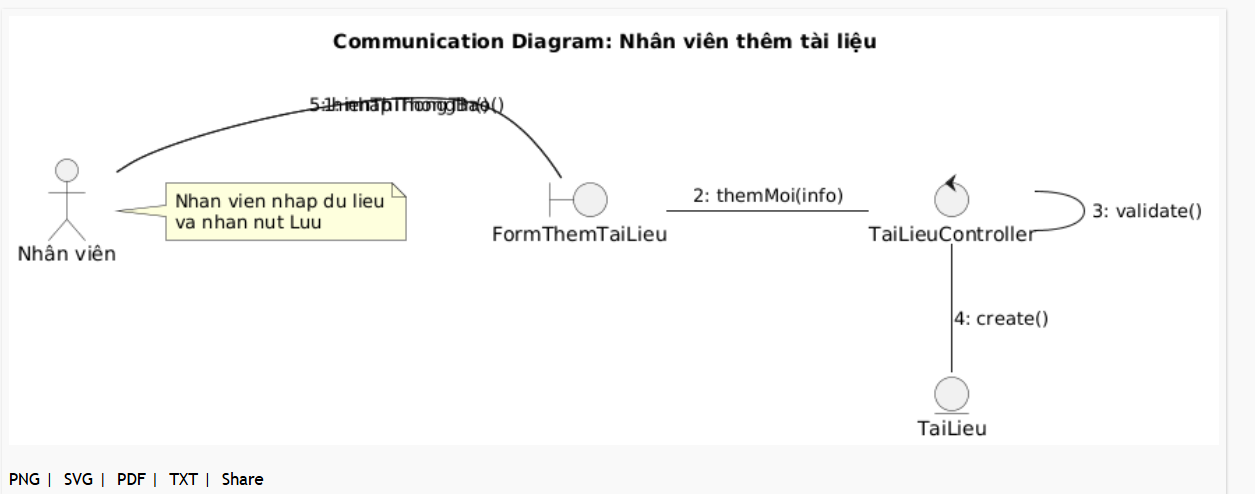 Communication Diagram: Nhân viên thêm tài liệu
Nhan vien nhap du lieu
va nhan nut Luu
Nhân viên
FormThemTaiLieu
2: themMoi(info)
TaiLieuController
3: validate()
4: create()
TaiLieu
PNG | SVG | PDF | TXT | Share